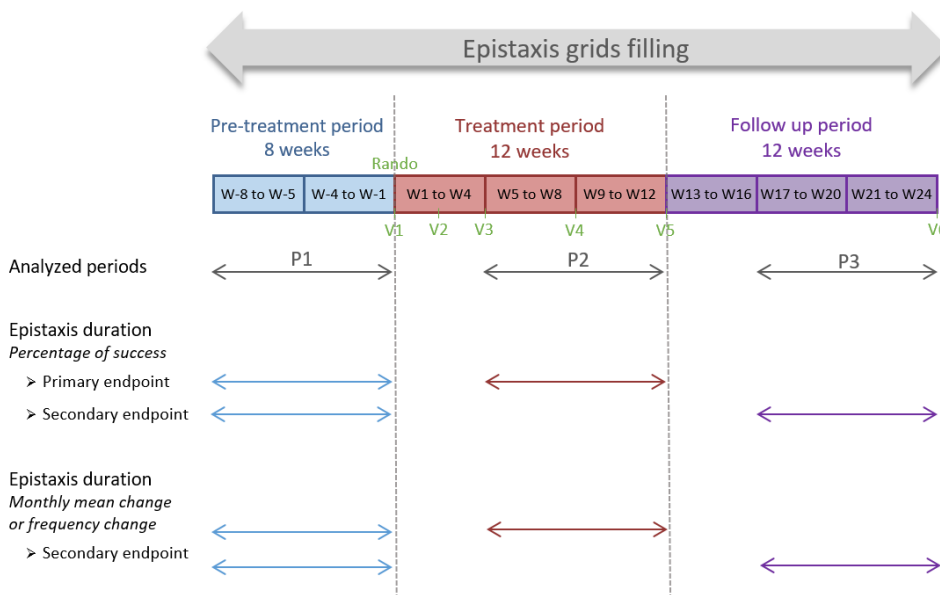 Epistaxis grids filling
Pre-treatment period
8 weeks
Treatment period
12 weeks
Follow up period
12 weeks
Rando
W-8 to W-5
W-4 to W-1
W1 to W4
W5 to W8
W9 to W12
W13 to W16
W17 to W20
W21 to W24
V1
V2
V3
V4
V5
Analyzed periods
P1
P2
P3
Epistaxis duration
Percentage of success
➢ Primary endpoint
➢ Secondary endpoint
Epistaxis duration
Monthly mean change
or frequency change
➢ Secondary endpoint